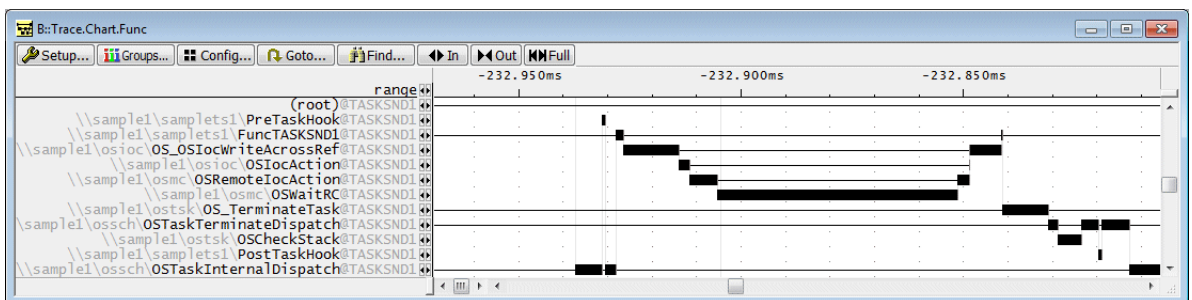 B::Trace.Chart.Func
Setup... Groups... Config... Goto... Find... In Out Full
-232.950ms -232.900ms -232.850ms
range
(root)@TASKSND1
\\sample1\samplets1\PreTaskHook@TASKSND1
\\sample1\samplets1\FuncTASKSND1@TASKSND1
\\sample1\osioc\OS_OSIocWriteAcrossRef@TASKSND1
\\sample1\osioc\OSIocAction@TASKSND1
\\sample1\osmc\OSRemoteIocAction@TASKSND1
\\sample1\osmc\OSWaitRC@TASKSND1
\\sample1\ostsk\OS_TerminateTask@TASKSND1
\sample1\ossch\OSTaskTerminateDispatch@TASKSND1
\\sample1\ostsk\OSCheckStack@TASKSND1
\\sample1\samplets1\PostTaskHook@TASKSND1
\\sample1\ossch\OSTaskInternalDispatch@TASKSND1